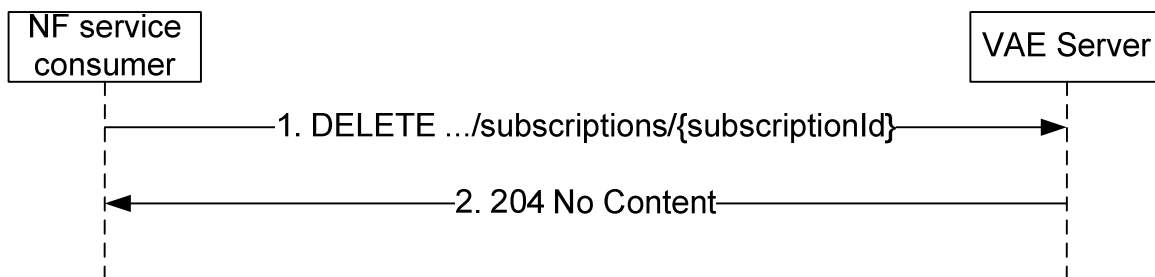 NF service
consumer
VAE Server
1. DELETE .../subscriptions/{subscriptionId}
2. 204 No Content